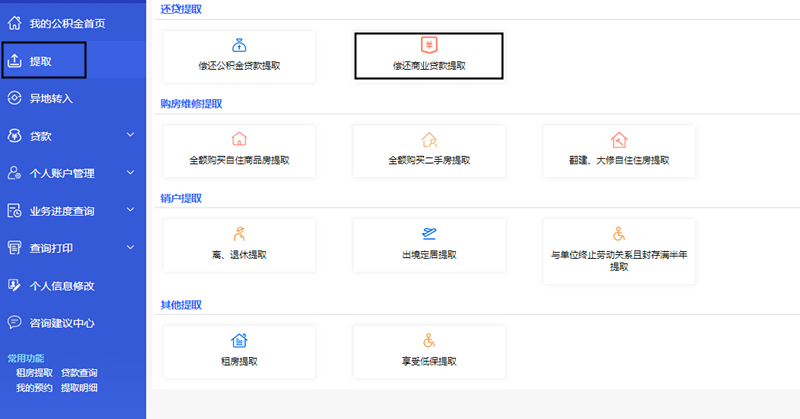 我的公积金首页
提取
异地转入
贷款
个人账户管理
业务进度查询
查询打印
个人信息修改
咨询建议中心
常用功能
租房提取 贷款查询
我的预约 提取明细
还贷提取
偿还公积金贷款提取
偿还商业贷款提取
购房维修提取
全额购买自住商品房提取
全额购买二手房提取
翻建、大修自住住房提取
销户提取
离、退休提取
出境定居提取
与单位终止劳动关系且封存满半年
提取
其他提取
租房提取
享受低保提取